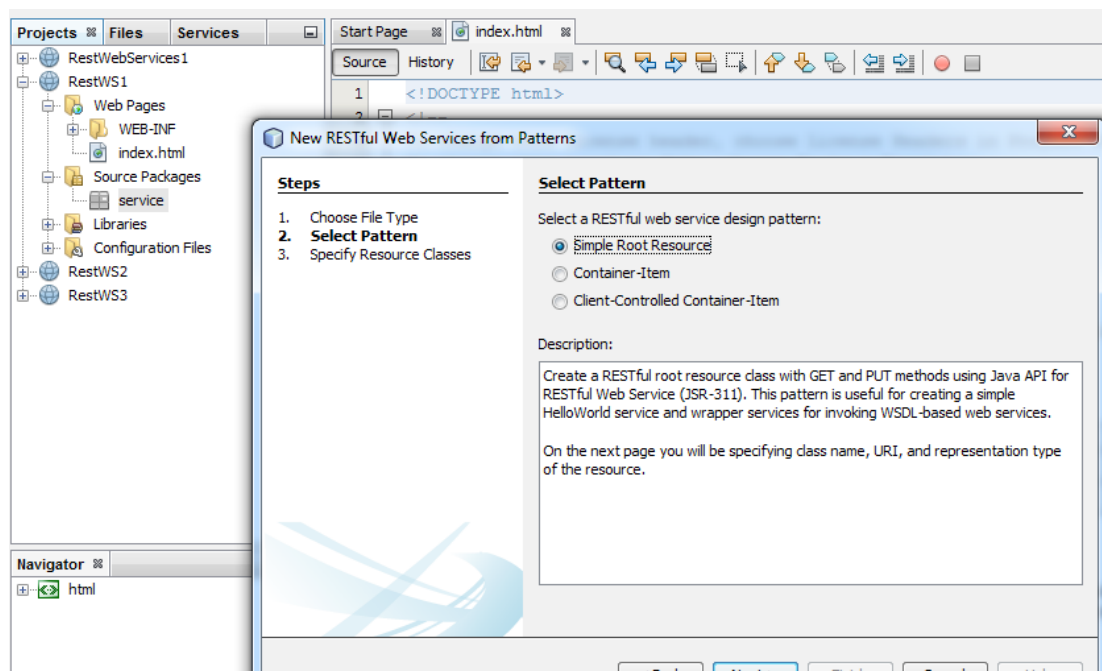 Projects Files Services
RestWebServices1
RestWS1
Web Pages
WEB-INF
index.html
Source Packages
service
Libraries
Configuration Files
RestWS2
RestWS3
Navigator
html
Start Page index.html
Source History
1 <!DOCTYPE html>
2 <!--
New RESTful Web Services from Patterns
Steps
1. Choose File Type
2. Select Pattern
3. Specify Resource Classes
Select Pattern
Select a RESTful web service design pattern:
Simple Root Resource
Container-Item
Client-Controlled Container-Item
Description:
Create a RESTful root resource class with GET and PUT methods using Java API for
RESTful Web Service (JSR-311). This pattern is useful for creating a simple
HelloWorld service and wrapper services for invoking WSDL-based web services.
On the next page you will be specifying class name, URI, and representation type
of the resource.